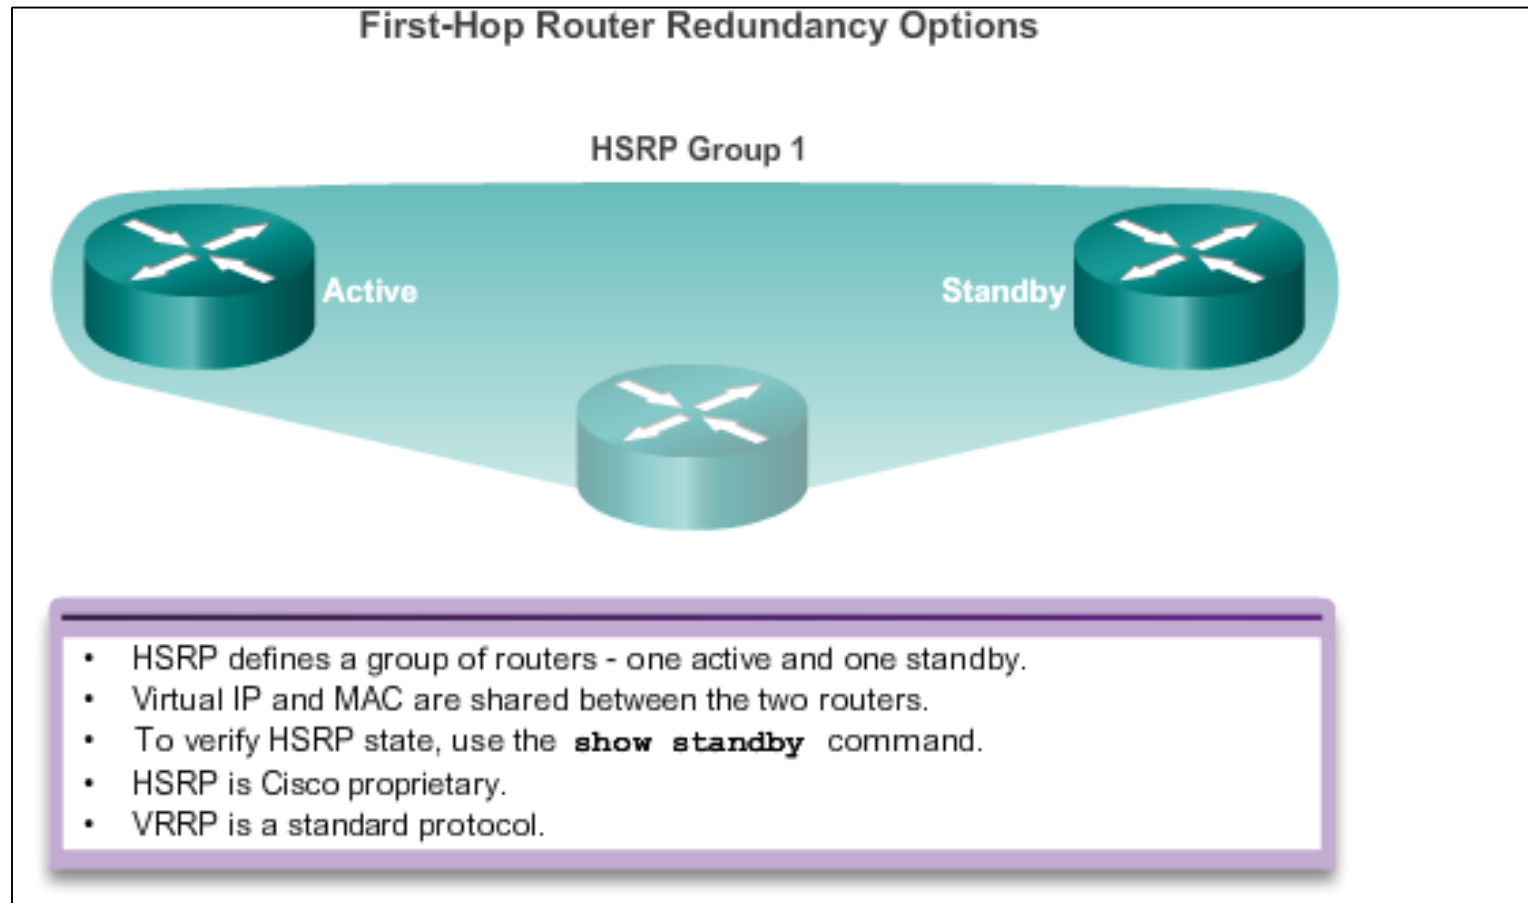 First-Hop Router Redundancy Options
HSRP Group 1
Active
Standby
• HSRP defines a group of routers - one active and one standby.
• Virtual IP and MAC are shared between the two routers.
• To verify HSRP state, use the show standby command.
• HSRP is Cisco proprietary.
• VRRP is a standard protocol.